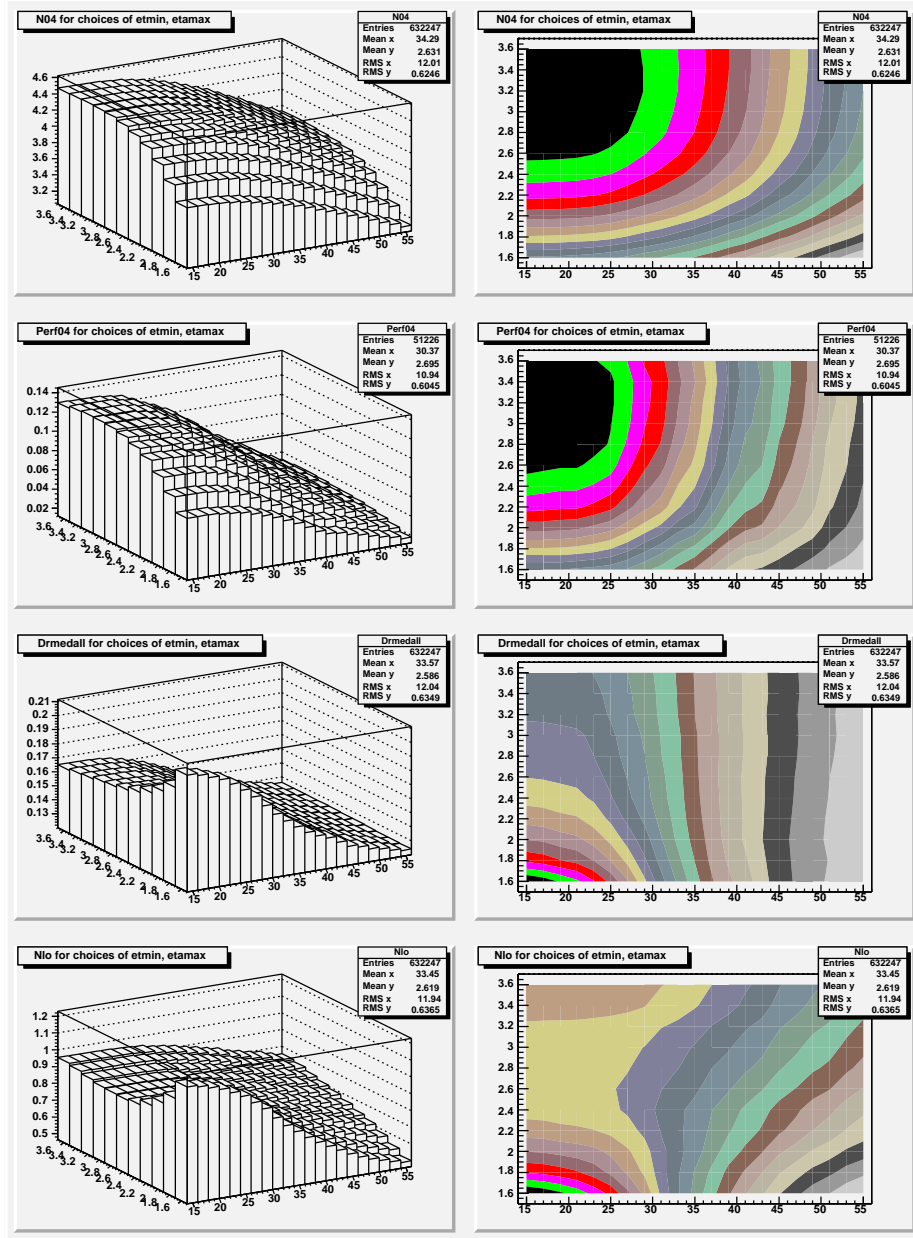 N04 for choices of etmin, etamax
N04
Entries 632247
Mean x 34.29
Mean y 2.631
RMS x 12.01
RMS y 0.6246
4.6
4.4
4.2
4
3.8
3.6
3.4
3.2
3.6
3.4
3.2
3
2.8
2.6
2.4
2.2
2
1.8
1.6
15 20 25 30 35 40 45 50 55
N04 for choices of etmin, etamax
N04
Entries 632247
Mean x 34.29
Mean y 2.631
RMS x 12.01
RMS y 0.6246
3.6
3.4
3.2
3
2.8
2.6
2.4
2.2
2
1.8
1.6
15 20 25 30 35 40 45 50 55
Perf04 for choices of etmin, etamax
Perf04
Entries 51226
Mean x 30.37
Mean y 2.695
RMS x 10.94
RMS y 0.6045
0.14
0.12
0.1
0.08
0.06
0.04
0.02
3.6
3.4
3.2
3
2.8
2.6
2.4
2.2
2
1.8
1.6
15 20 25 30 35 40 45 50 55
Perf04 for choices of etmin, etamax
Perf04
Entries 51226
Mean x 30.37
Mean y 2.695
RMS x 10.94
RMS y 0.6045
3.6
3.4
3.2
3
2.8
2.6
2.4
2.2
2
1.8
1.6
15 20 25 30 35 40 45 50 55
Drmedall for choices of etmin, etamax
Drmedall
Entries 632247
Mean x 33.57
Mean y 2.586
RMS x 12.04
RMS y 0.6349
0.21
0.2
0.19
0.18
0.17
0.16
0.15
0.14
0.13
3.6
3.4
3.2
3
2.8
2.6
2.4
2.2
2
1.8
1.6
15 20 25 30 35 40 45 50 55
Drmedall for choices of etmin, etamax
Drmedall
Entries 632247
Mean x 33.57
Mean y 2.586
RMS x 12.04
RMS y 0.6349
3.6
3.4
3.2
3
2.8
2.6
2.4
2.2
2
1.8
1.6
15 20 25 30 35 40 45 50 55
Nlo for choices of etmin, etamax
Nlo
Entries 632247
Mean x 33.45
Mean y 2.619
RMS x 11.94
RMS y 0.6365
1.2
1.1
1
0.9
0.8
0.7
0.6
0.5
3.6
3.4
3.2
3
2.8
2.6
2.4
2.2
2
1.8
1.6
15 20 25 30 35 40 45 50 55
Nlo for choices of etmin, etamax
Nlo
Entries 632247
Mean x 33.45
Mean y 2.619
RMS x 11.94
RMS y 0.6365
3.6
3.4
3.2
3
2.8
2.6
2.4
2.2
2
1.8
1.6
15 20 25 30 35 40 45 50 55